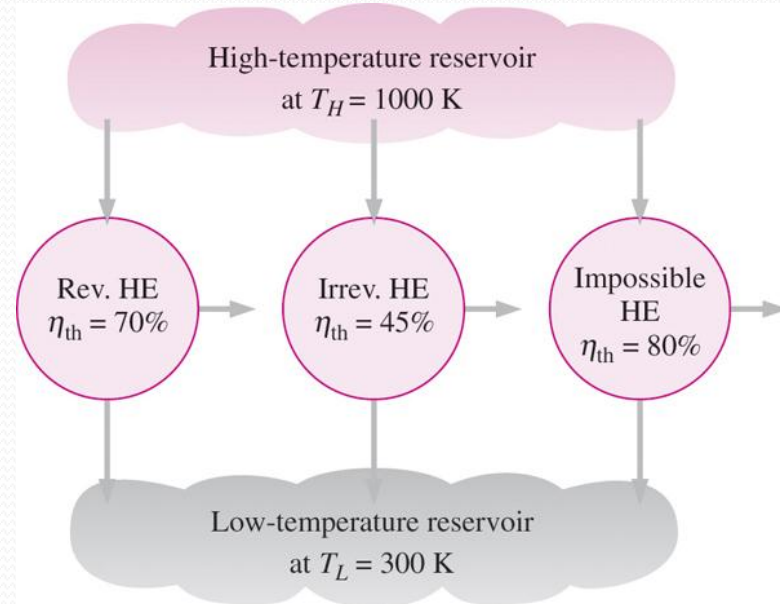 High-temperature reservoir
at T_H = 1000 K
Rev. HE
η_th = 70%
Irrev. HE
η_th = 45%
Impossible
HE
η_th = 80%
Low-temperature reservoir
at T_L = 300 K